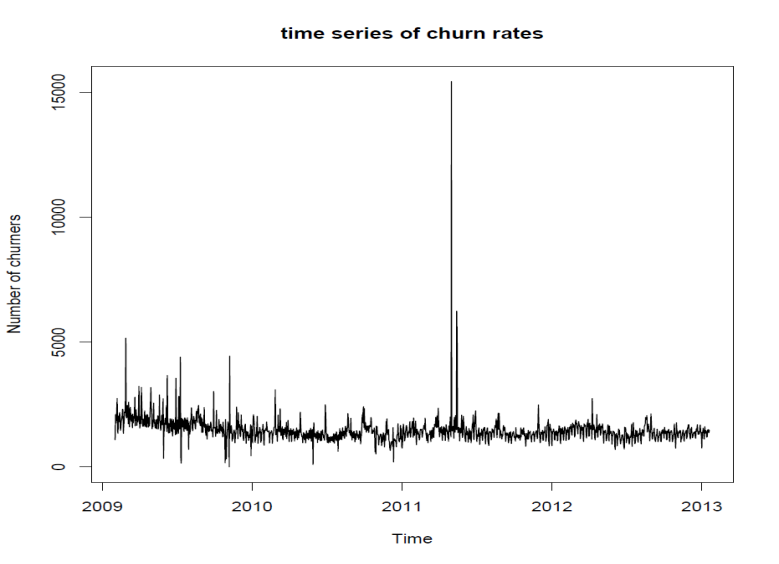 time series of churn rates
15000
10000
5000
0
Number of churners
2009 2010 2011 2012 2013
Time